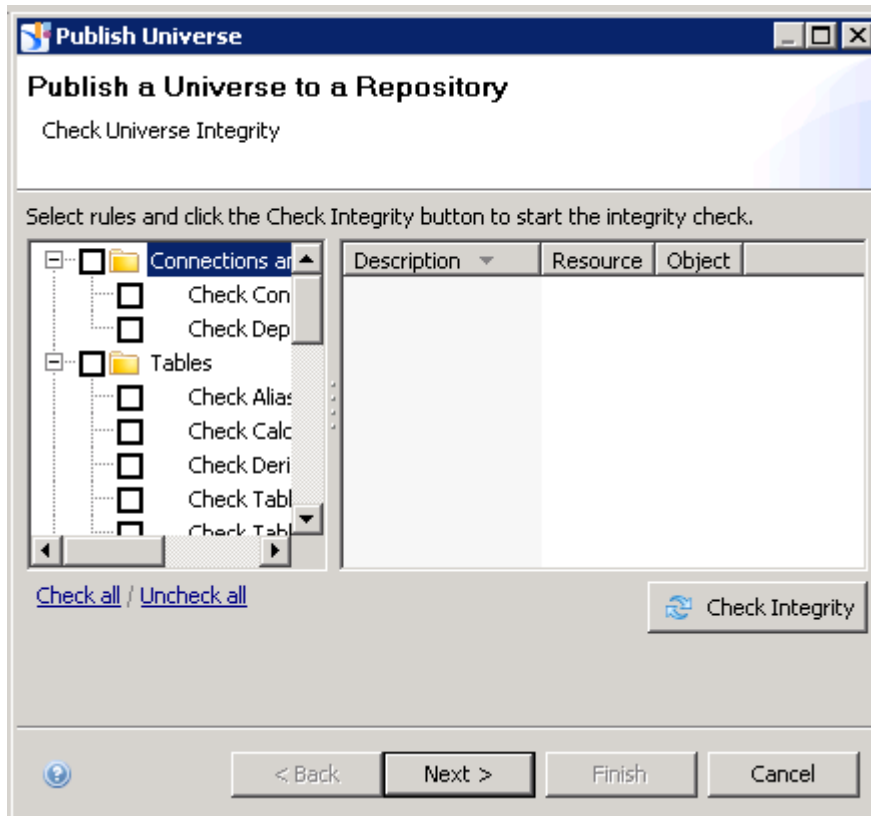 Publish Universe
Publish a Universe to a Repository
Check Universe Integrity
Select rules and click the Check Integrity button to start the integrity check.
Connections ar
Description Resource Object
Check Con
Check Dep
Tables
Check Alias
Check Calc
Check Deri
Check Tabl
Check Tabl
Check all / Uncheck all
Check Integrity
< Back Next > Finish Cancel